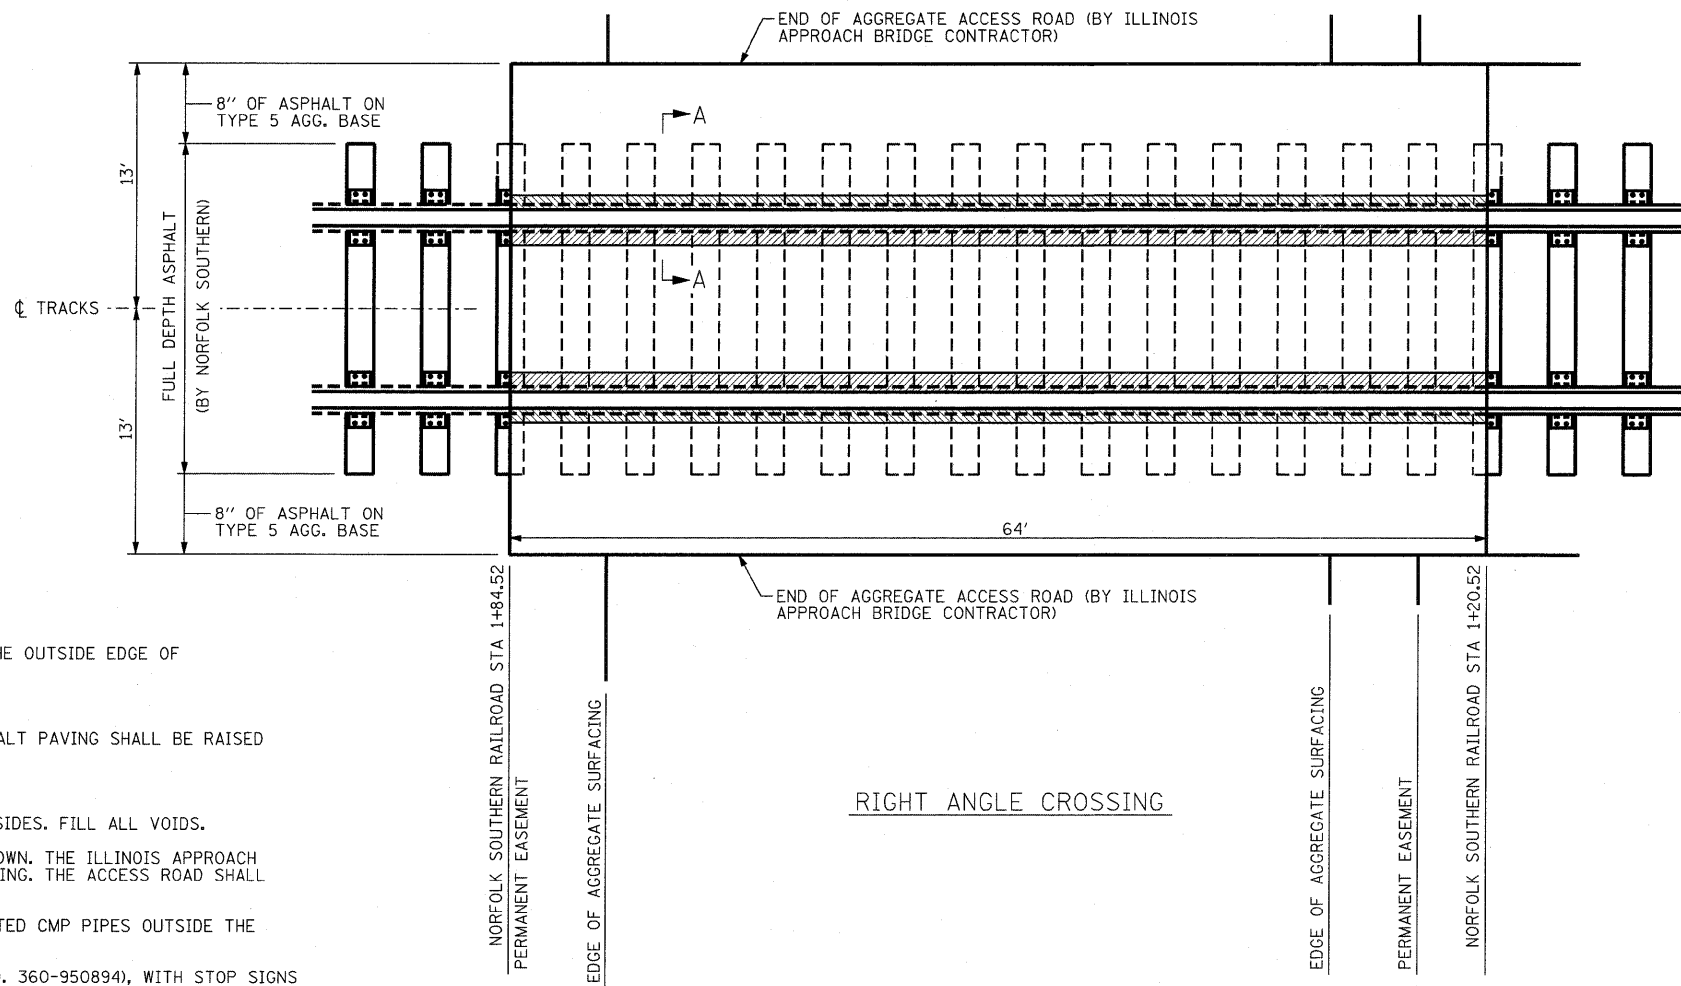 END OF AGGREGATE ACCESS ROAD (BY ILLINOIS
APPROACH BRIDGE CONTRACTOR)
8" OF ASPHALT ON
TYPE 5 AGG. BASE
A
13'
FULL DEPTH ASPHALT
(BY NORFOLK SOUTHERN)
A
℄ TRACKS
13'
8" OF ASPHALT ON
TYPE 5 AGG. BASE
64'
END OF AGGREGATE ACCESS ROAD (BY ILLINOIS
APPROACH BRIDGE CONTRACTOR)
NORFOLK SOUTHERN RAILROAD STA 1+84.52
PERMANENT EASEMENT
EDGE OF AGGREGATE SURFACING
EDGE OF AGGREGATE SURFACING
PERMANENT EASEMENT
NORFOLK SOUTHERN RAILROAD STA 1+20.52
RIGHT ANGLE CROSSING
OUTSIDE EDGE OF
PAVING SHALL BE RAISED
SIDES. FILL ALL VOIDS.
THE ILLINOIS APPROACH
THE ACCESS ROAD SHALL
CMP PIPES OUTSIDE THE
360-950894), WITH STOP SIGNS